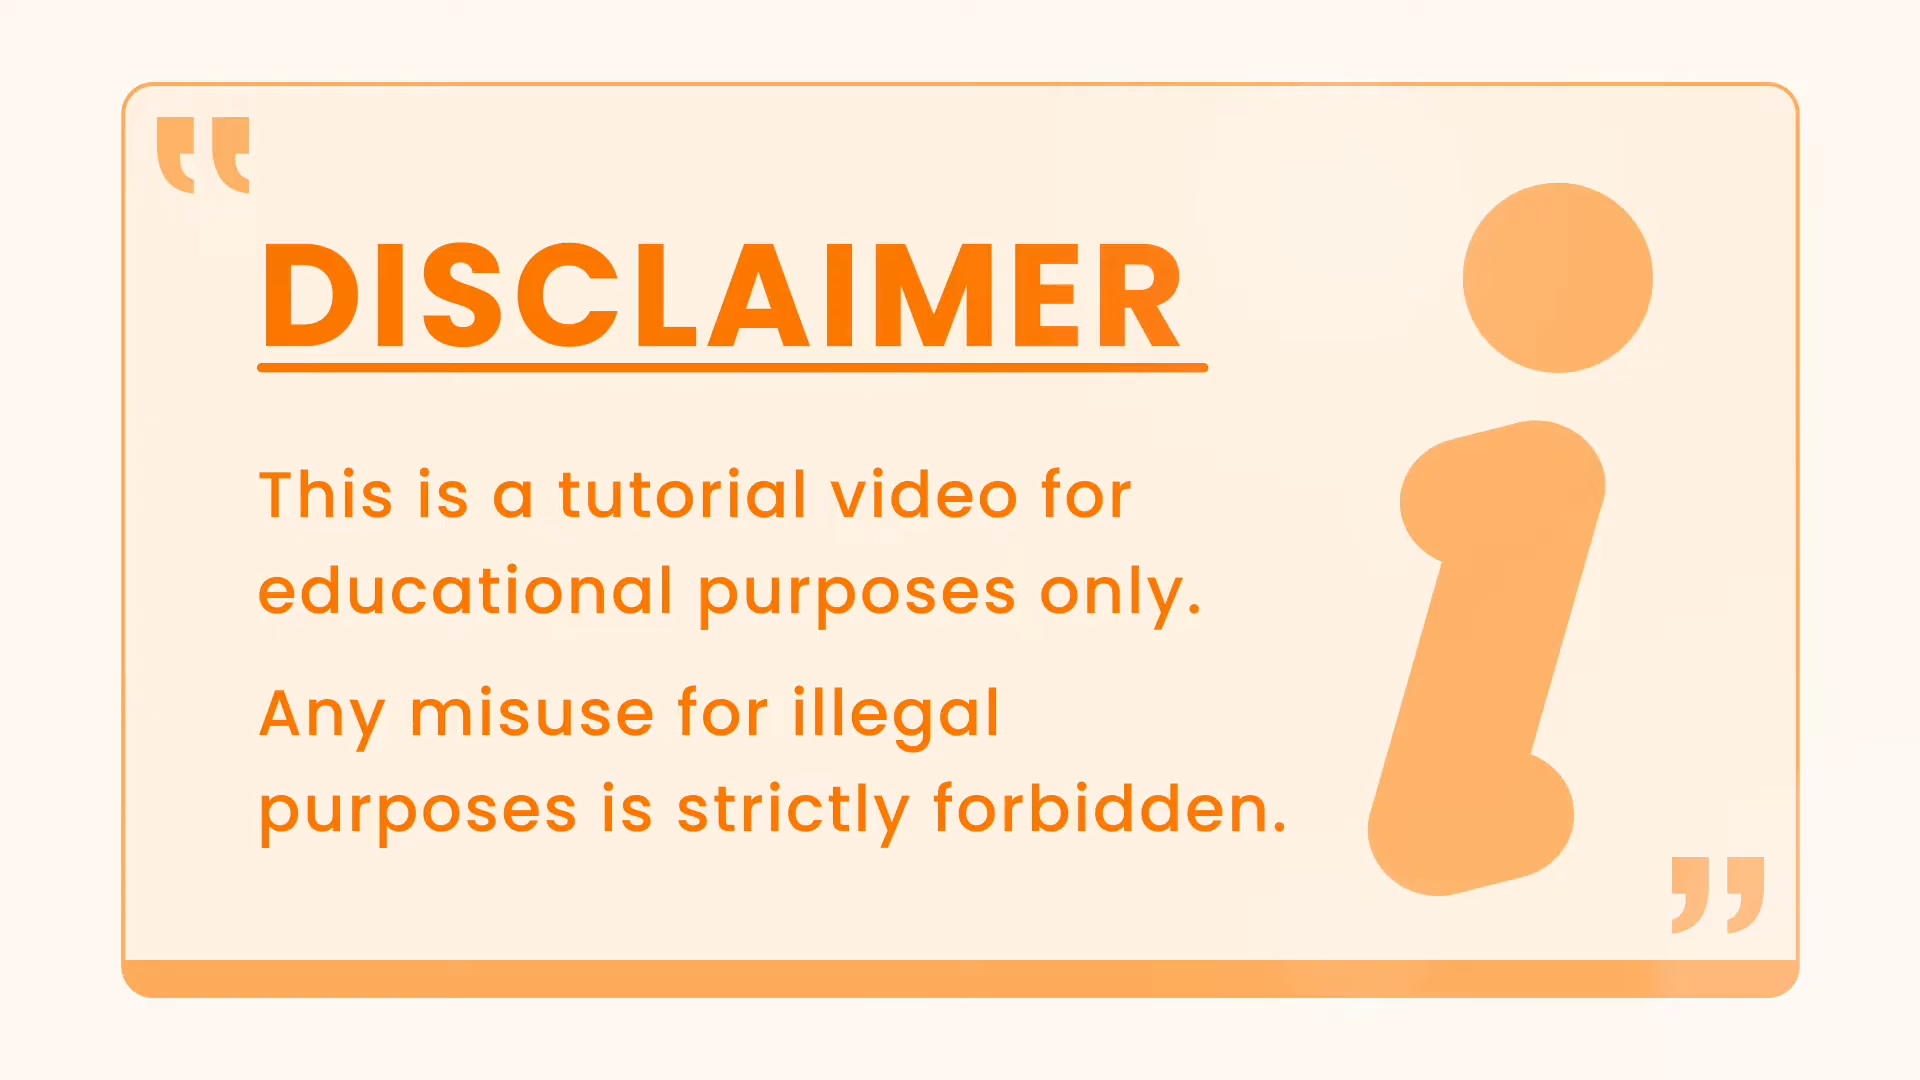 “
DISCLAIMER
This is a tutorial video for
educational purposes only.
Any misuse for illegal
purposes is strictly forbidden.
”